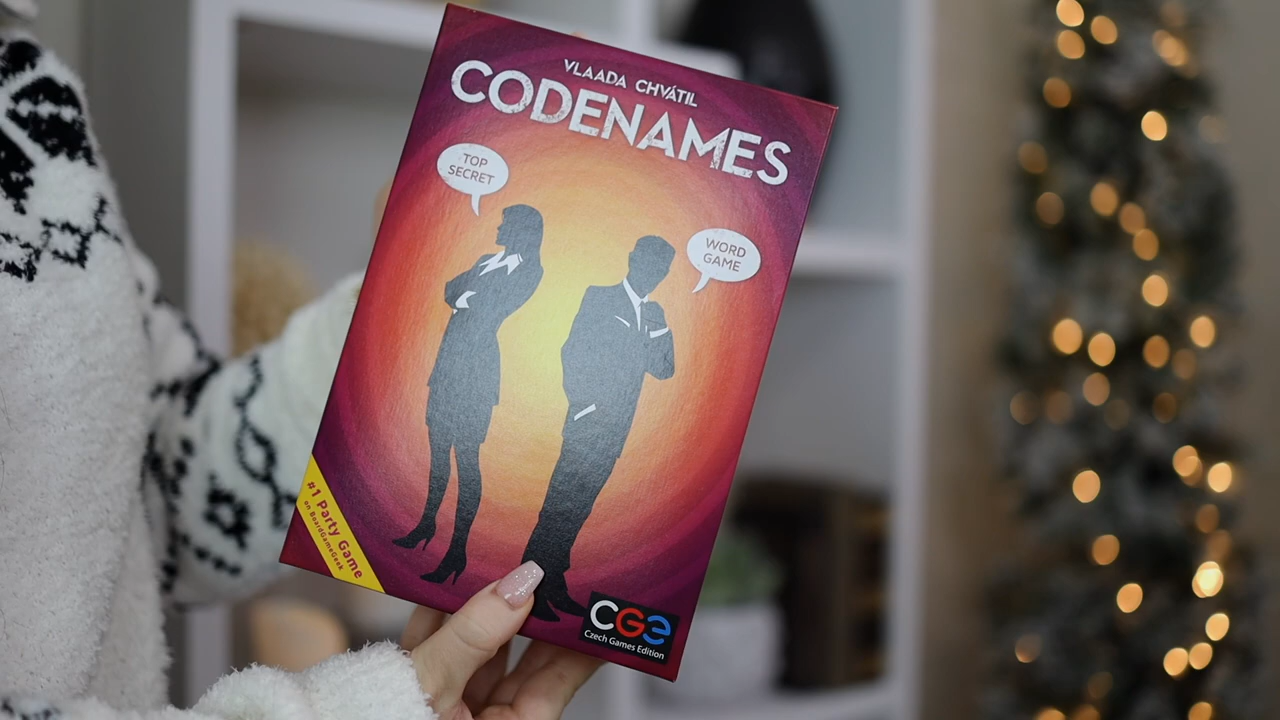 VLAADA CHVÁTIL
CODENAMES
TOP
SECRET
WORD
GAME
#1 Party Game
on BoardGameGeek
CGE
Czech Games Edition